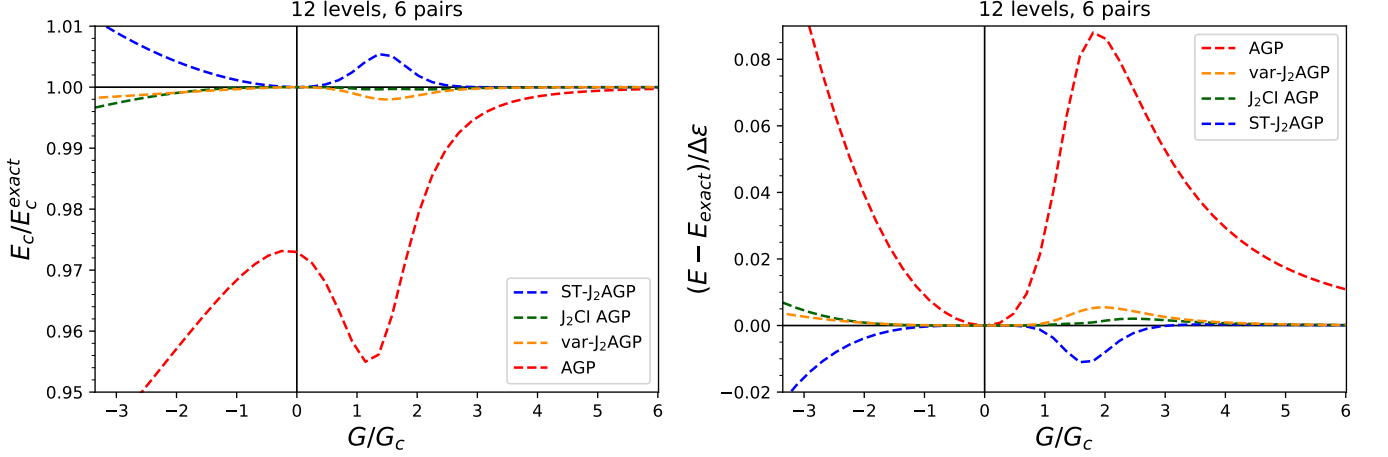 12 levels, 6 pairs
1.01
1.00
0.99
0.98
0.97
0.96
0.95
E_c/E_c^{exact}
−3 −2 −1 0 1 2 3 4 5 6
G/G_c
ST-J₂AGP
J₂CI AGP
var-J₂AGP
AGP
12 levels, 6 pairs
0.08
0.06
0.04
0.02
0.00
−0.02
(E − E_{exact})/Δε
−3 −2 −1 0 1 2 3 4 5 6
G/G_c
AGP
var-J₂AGP
J₂CI AGP
ST-J₂AGP